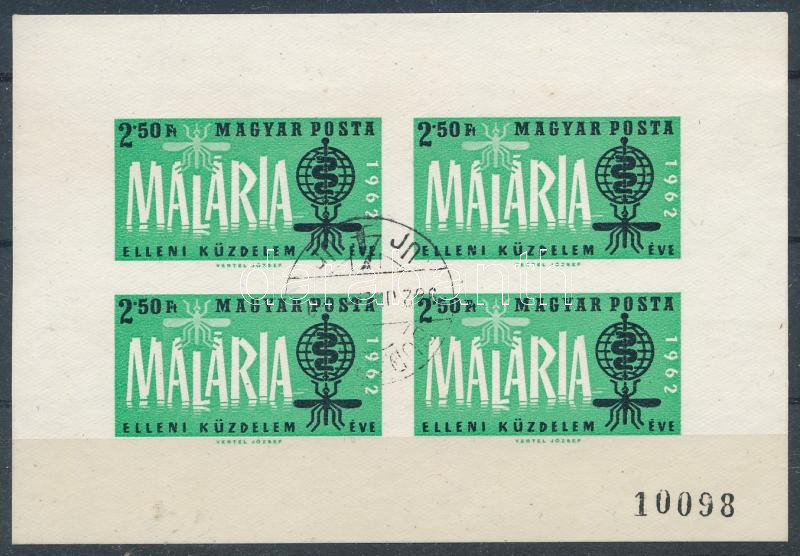 2·50 Ft MAGYAR POSTA
MALÁRIA
1962
ELLENI KÜZDELEM ÉVE
VERTEL JÓZSEF
2·50 Ft MAGYAR POSTA
MALÁRIA
1962
ELLENI KÜZDELEM ÉVE
VERTEL JÓZSEF
2·50 Ft MAGYAR POSTA
MALÁRIA
1962
ELLENI KÜZDELEM ÉVE
VERTEL JÓZSEF
2·50 Ft MAGYAR POSTA
MALÁRIA
1962
ELLENI KÜZDELEM ÉVE
VERTEL JÓZSEF
10098